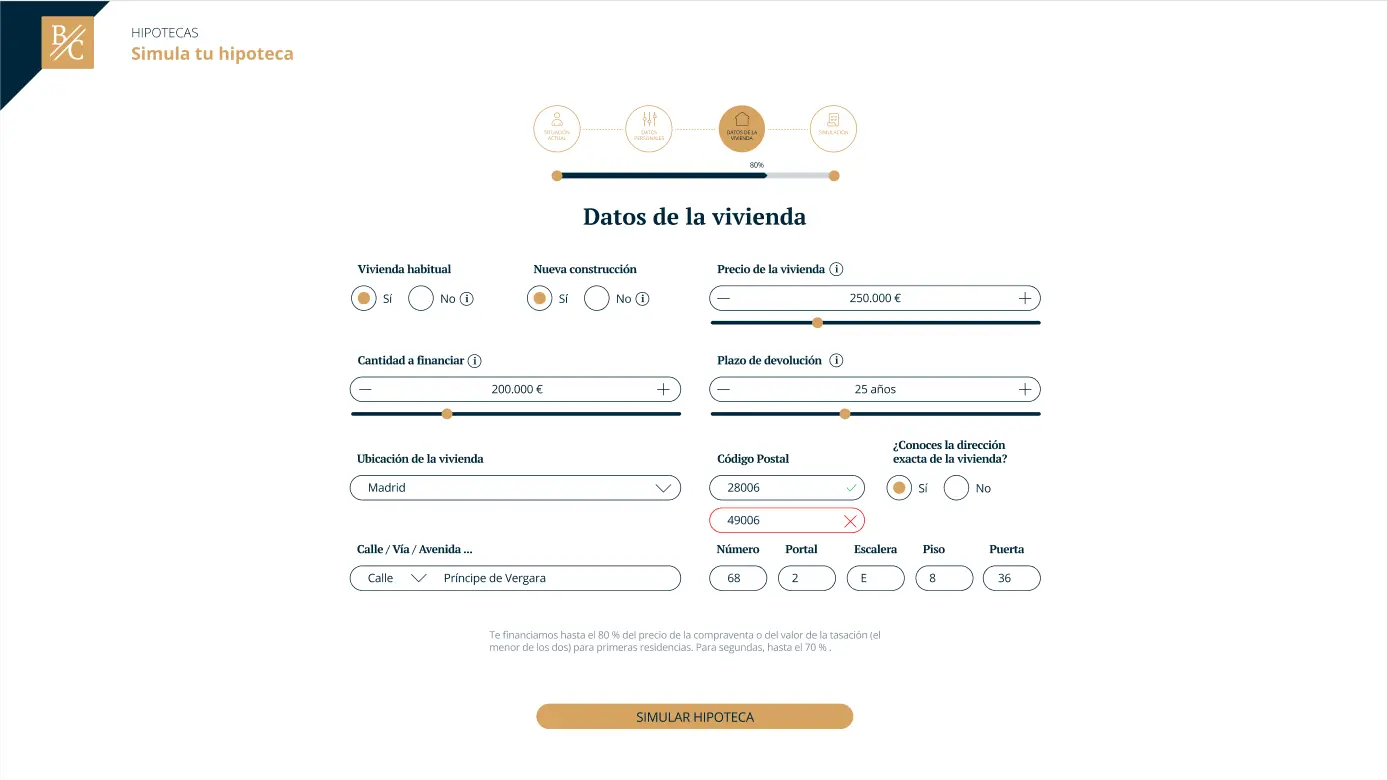 B/C
HIPOTECAS
Simula tu hipoteca
SITUACIÓN
ACTUAL
DATOS
PERSONALES
DATOS DE LA
VIVIENDA
SIMULACIÓN
80%
Datos de la vivienda
Vivienda habitual
Nueva construcción
Precio de la vivienda i
Sí No i
Sí No i
— 250.000 € +
Cantidad a financiar i
Plazo de devolución i
— 200.000 € +
— 25 años +
Ubicación de la vivienda
Código Postal
¿Conoces la dirección
exacta de la vivienda?
Madrid
28006
Sí No
49006
Calle / Vía / Avenida ...
Número Portal Escalera Piso Puerta
Calle Príncipe de Vergara
68 2 E 8 36
Te financiamos hasta el 80 % del precio de la compraventa o del valor de la tasación (el
menor de los dos) para primeras residencias. Para segundas, hasta el 70 % .
SIMULAR HIPOTECA